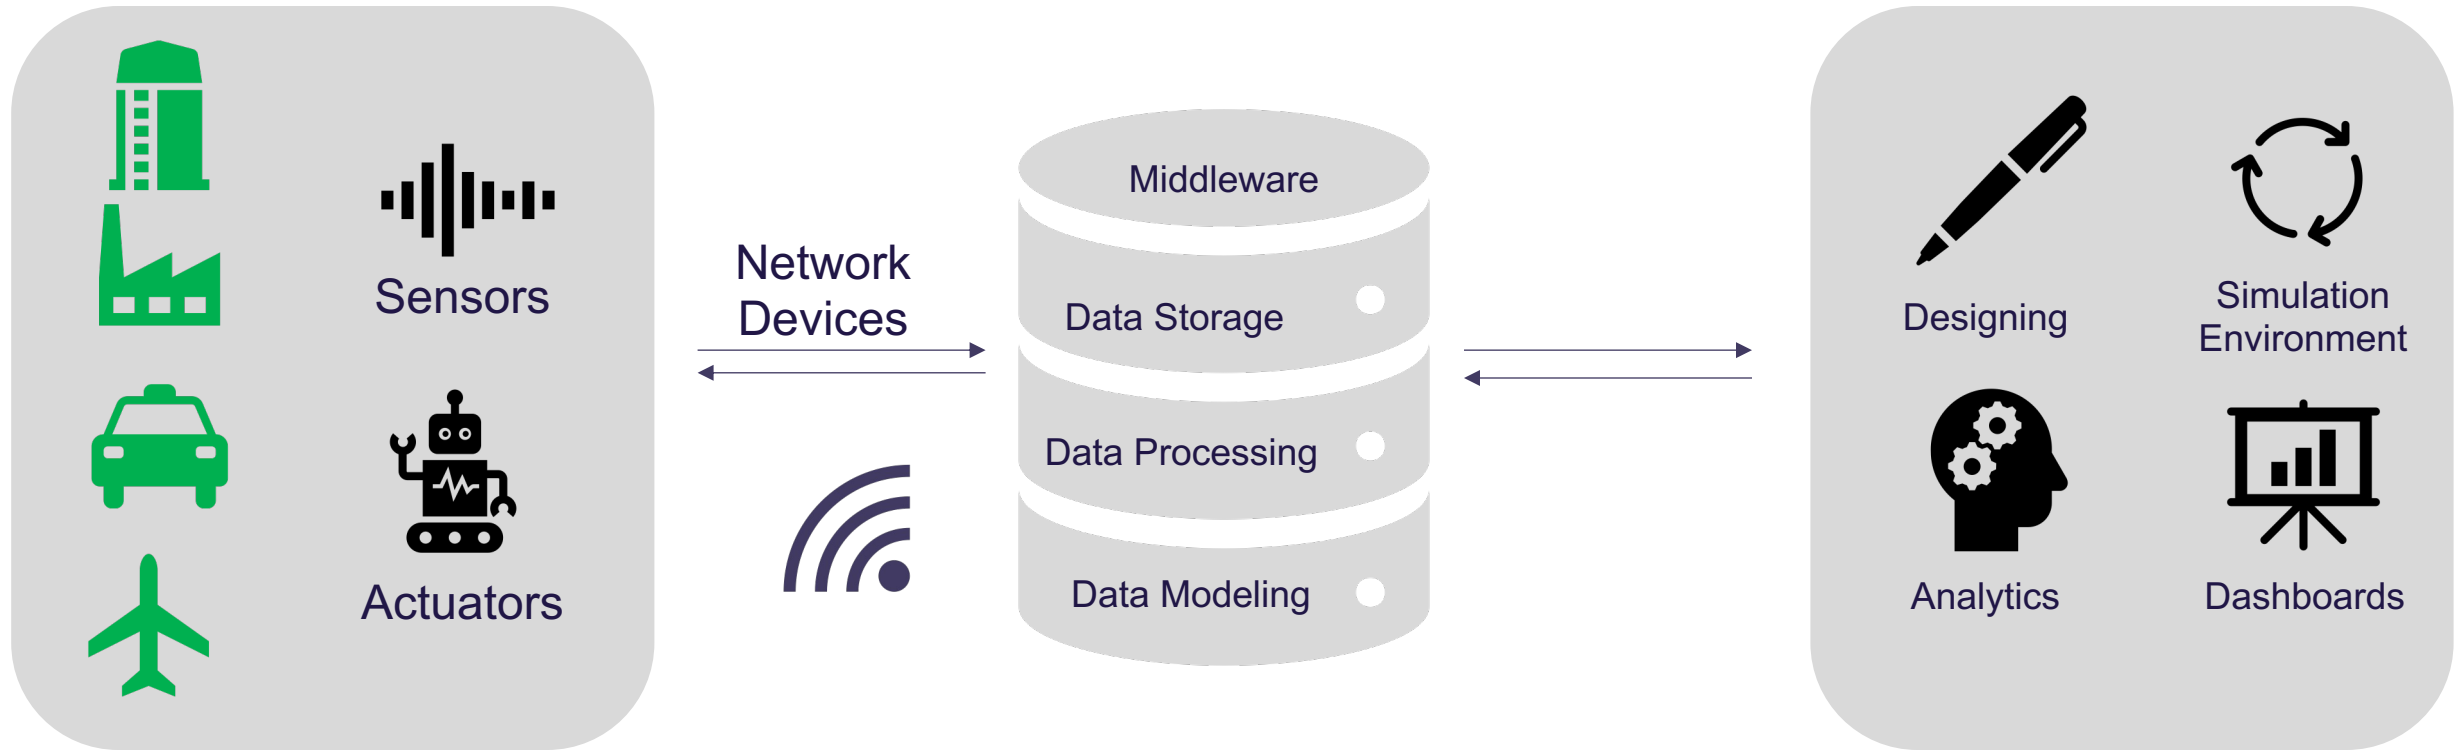 Sensors
Actuators
Network
Devices
Middleware
Data Storage
Data Processing
Data Modeling
Designing
Simulation
Environment
Analytics
Dashboards